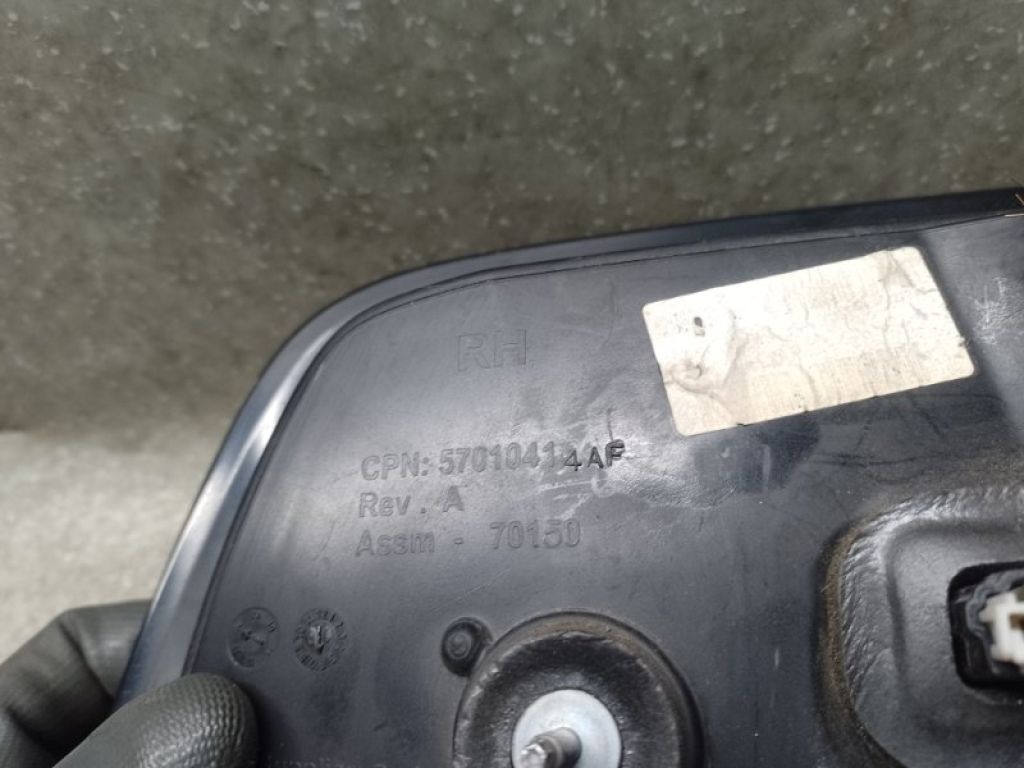 RH
CPN: 57010414AF
Rev . A
Assm - 70150